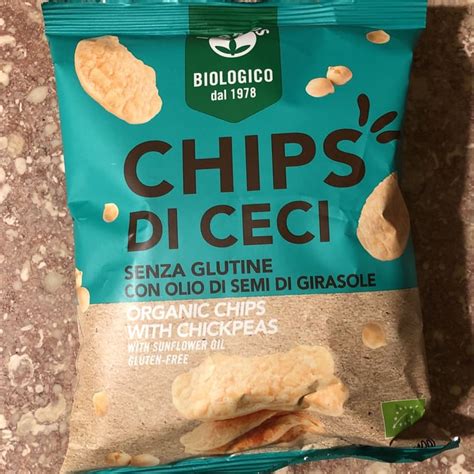 BIOLOGICO
dal 1978
CHIPS
DI CECI
SENZA GLUTINE
CON OLIO DI SEMI DI GIRASOLE
ORGANIC CHIPS
WITH CHICKPEAS
WITH SUNFLOWER OIL
GLUTEN-FREE